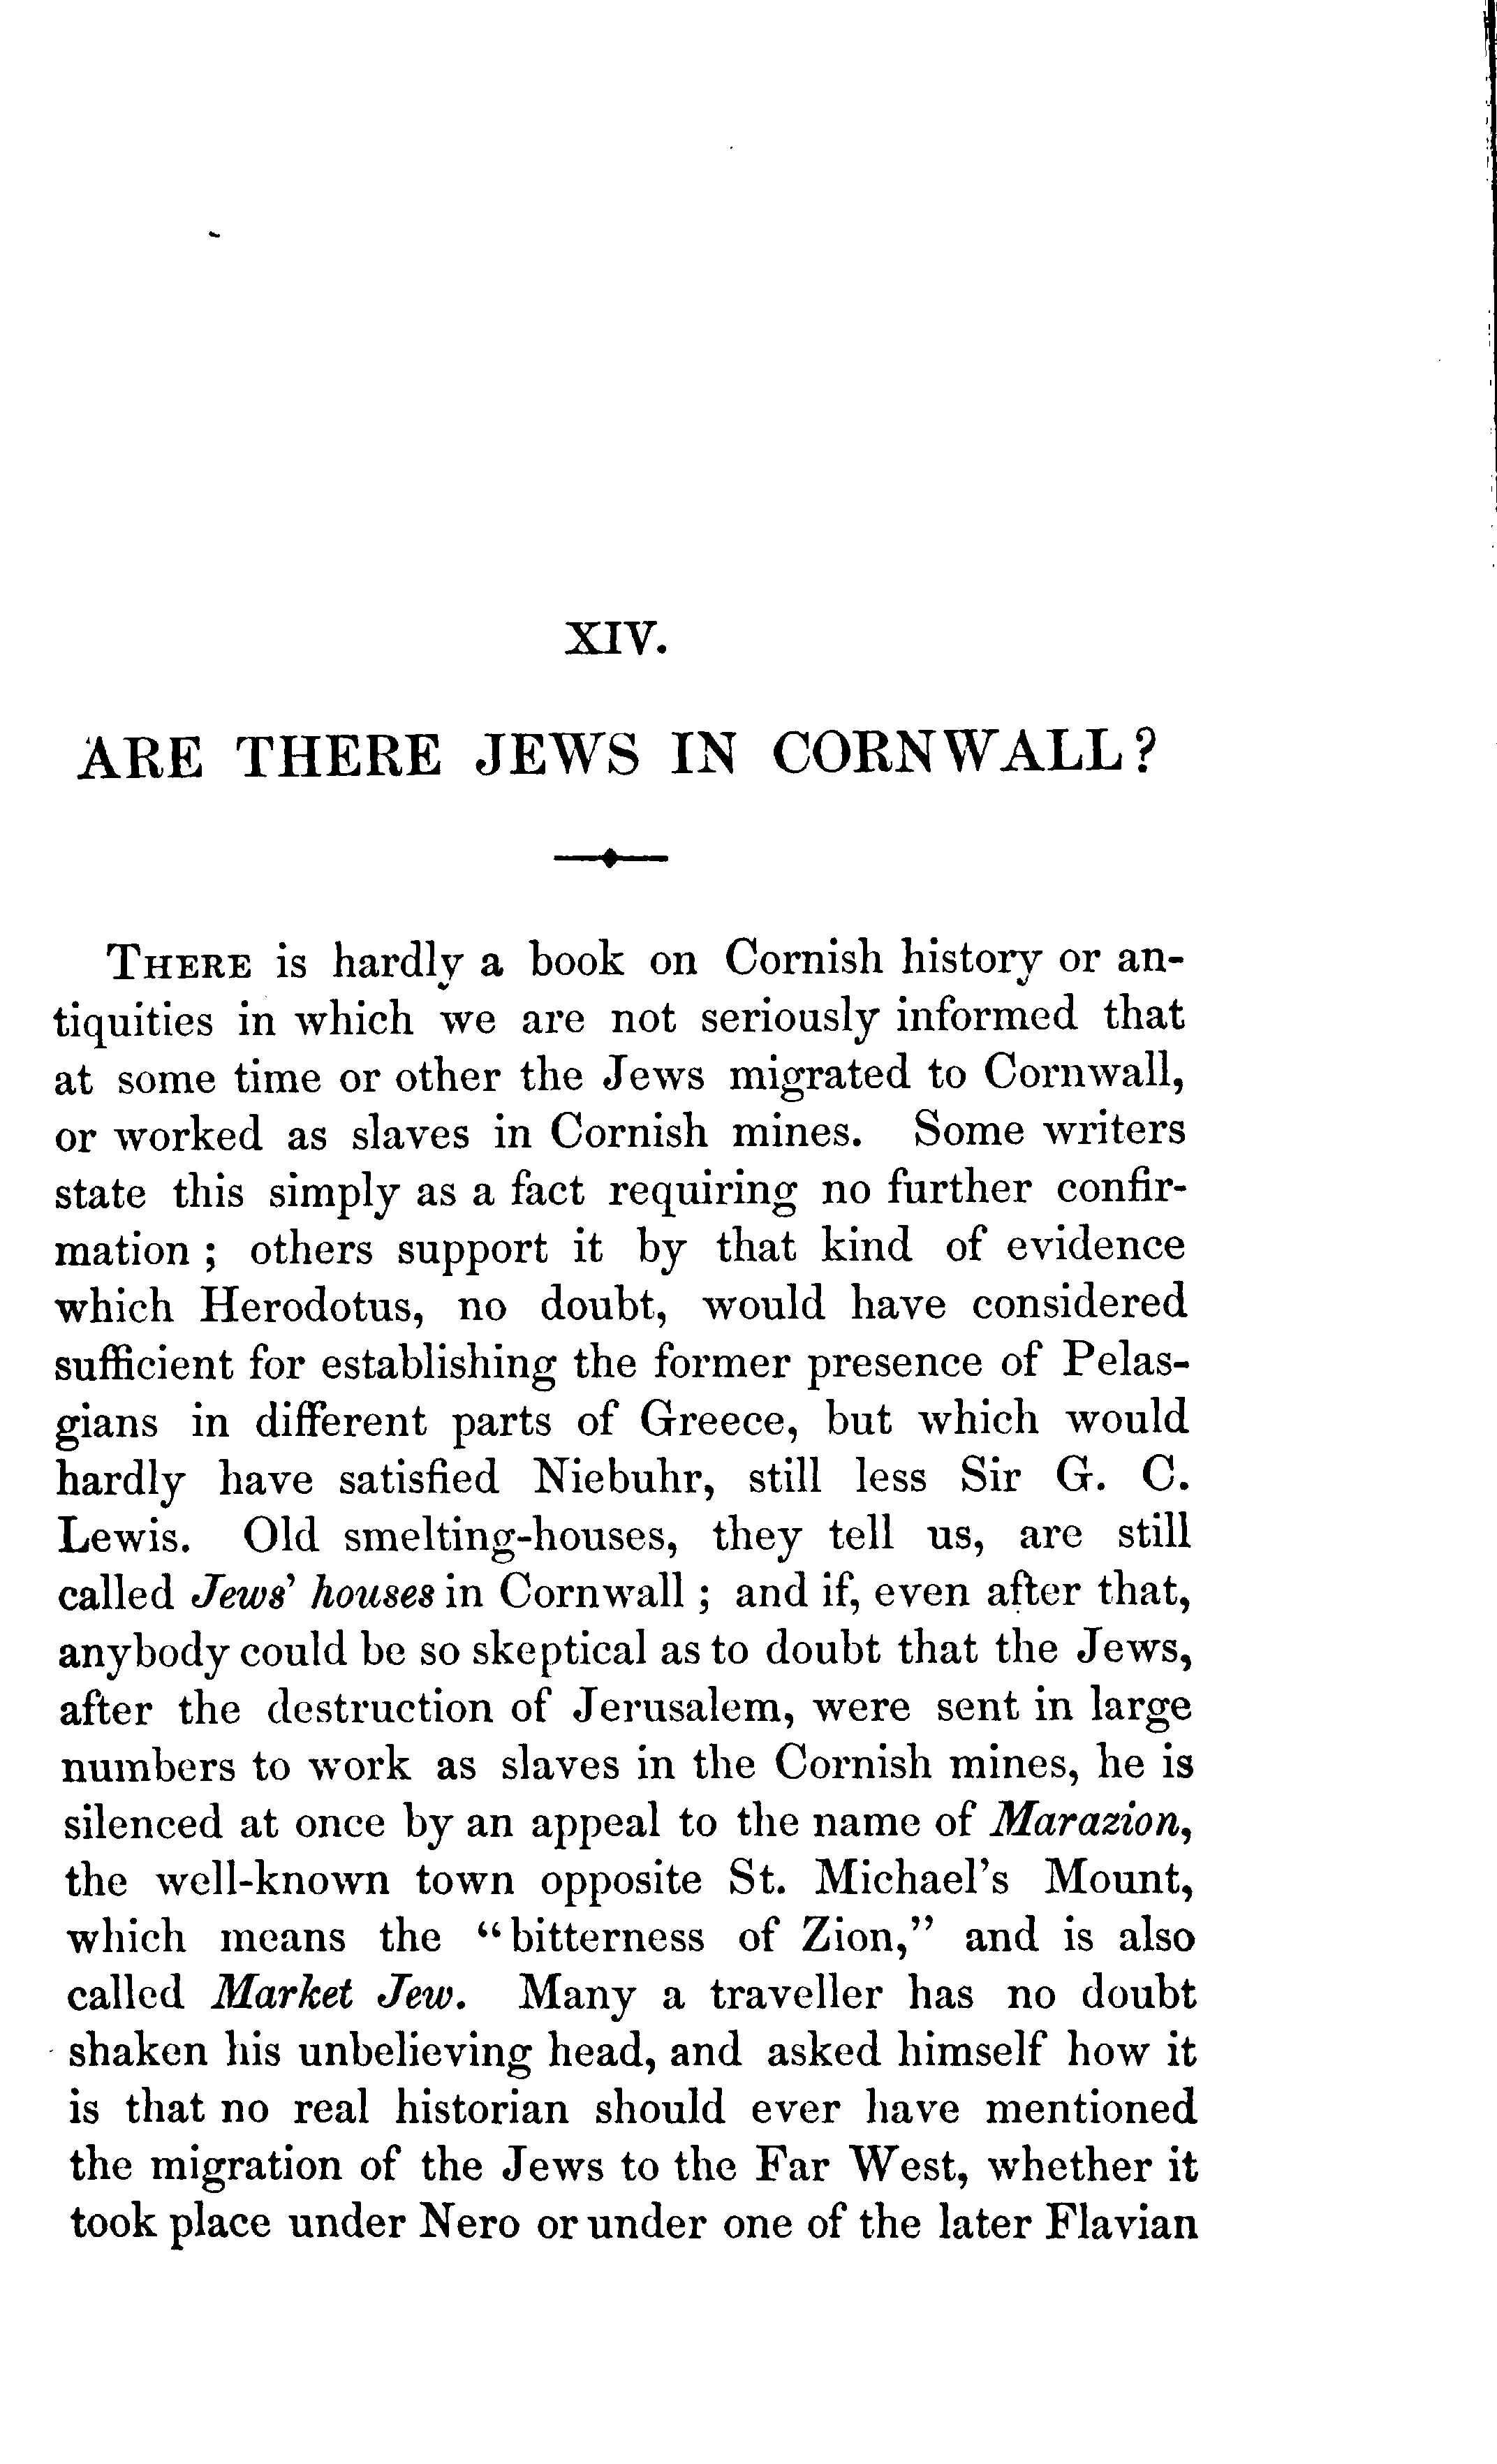 XIV.
ARE THERE JEWS IN CORNWALL?
THERE is hardly a book on Cornish history or an-
tiquities in which we are not seriously informed that
at some time or other the Jews migrated to Cornwall,
or worked as slaves in Cornish mines. Some writers
state this simply as a fact requiring no further confir-
mation ; others support it by that kind of evidence
which Herodotus, no doubt, would have considered
sufficient for establishing the former presence of Pelas-
gians in different parts of Greece, but which would
hardly have satisfied Niebuhr, still less Sir G. C.
Lewis. Old smelting-houses, they tell us, are still
called Jews' houses in Cornwall ; and if, even after that,
anybody could be so skeptical as to doubt that the Jews,
after the destruction of Jerusalem, were sent in large
numbers to work as slaves in the Cornish mines, he is
silenced at once by an appeal to the name of Marazion,
the well-known town opposite St. Michael's Mount,
which means the “bitterness of Zion,” and is also
called Market Jew. Many a traveller has no doubt
shaken his unbelieving head, and asked himself how it
is that no real historian should ever have mentioned
the migration of the Jews to the Far West, whether it
took place under Nero or under one of the later Flavian